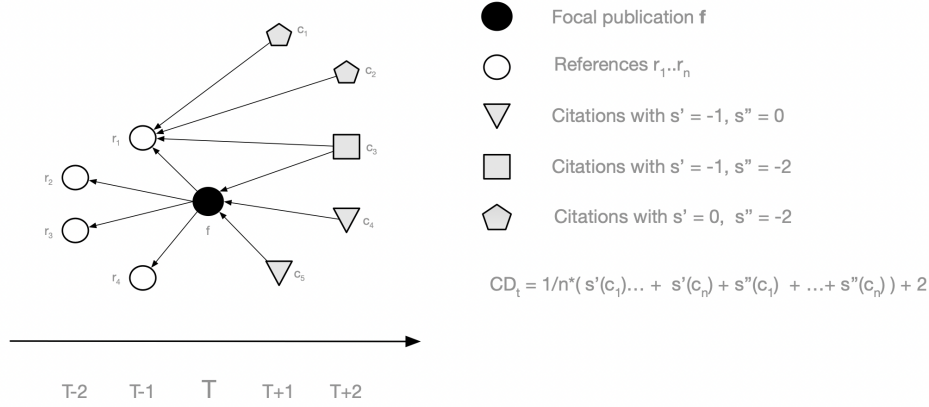 c₁
c₂
r₁
c₃
r₂
r₃
f
c₄
r₄
c₅
T-2 T-1 T T+1 T+2
Focal publication f
References r₁..rₙ
Citations with s’ = -1, s” = 0
Citations with s’ = -1, s” = -2
Citations with s’ = 0, s” = -2
CDₜ = 1/n*( s’(c₁)… + s’(cₙ) + s”(c₁) + …+ s”(cₙ) ) + 2